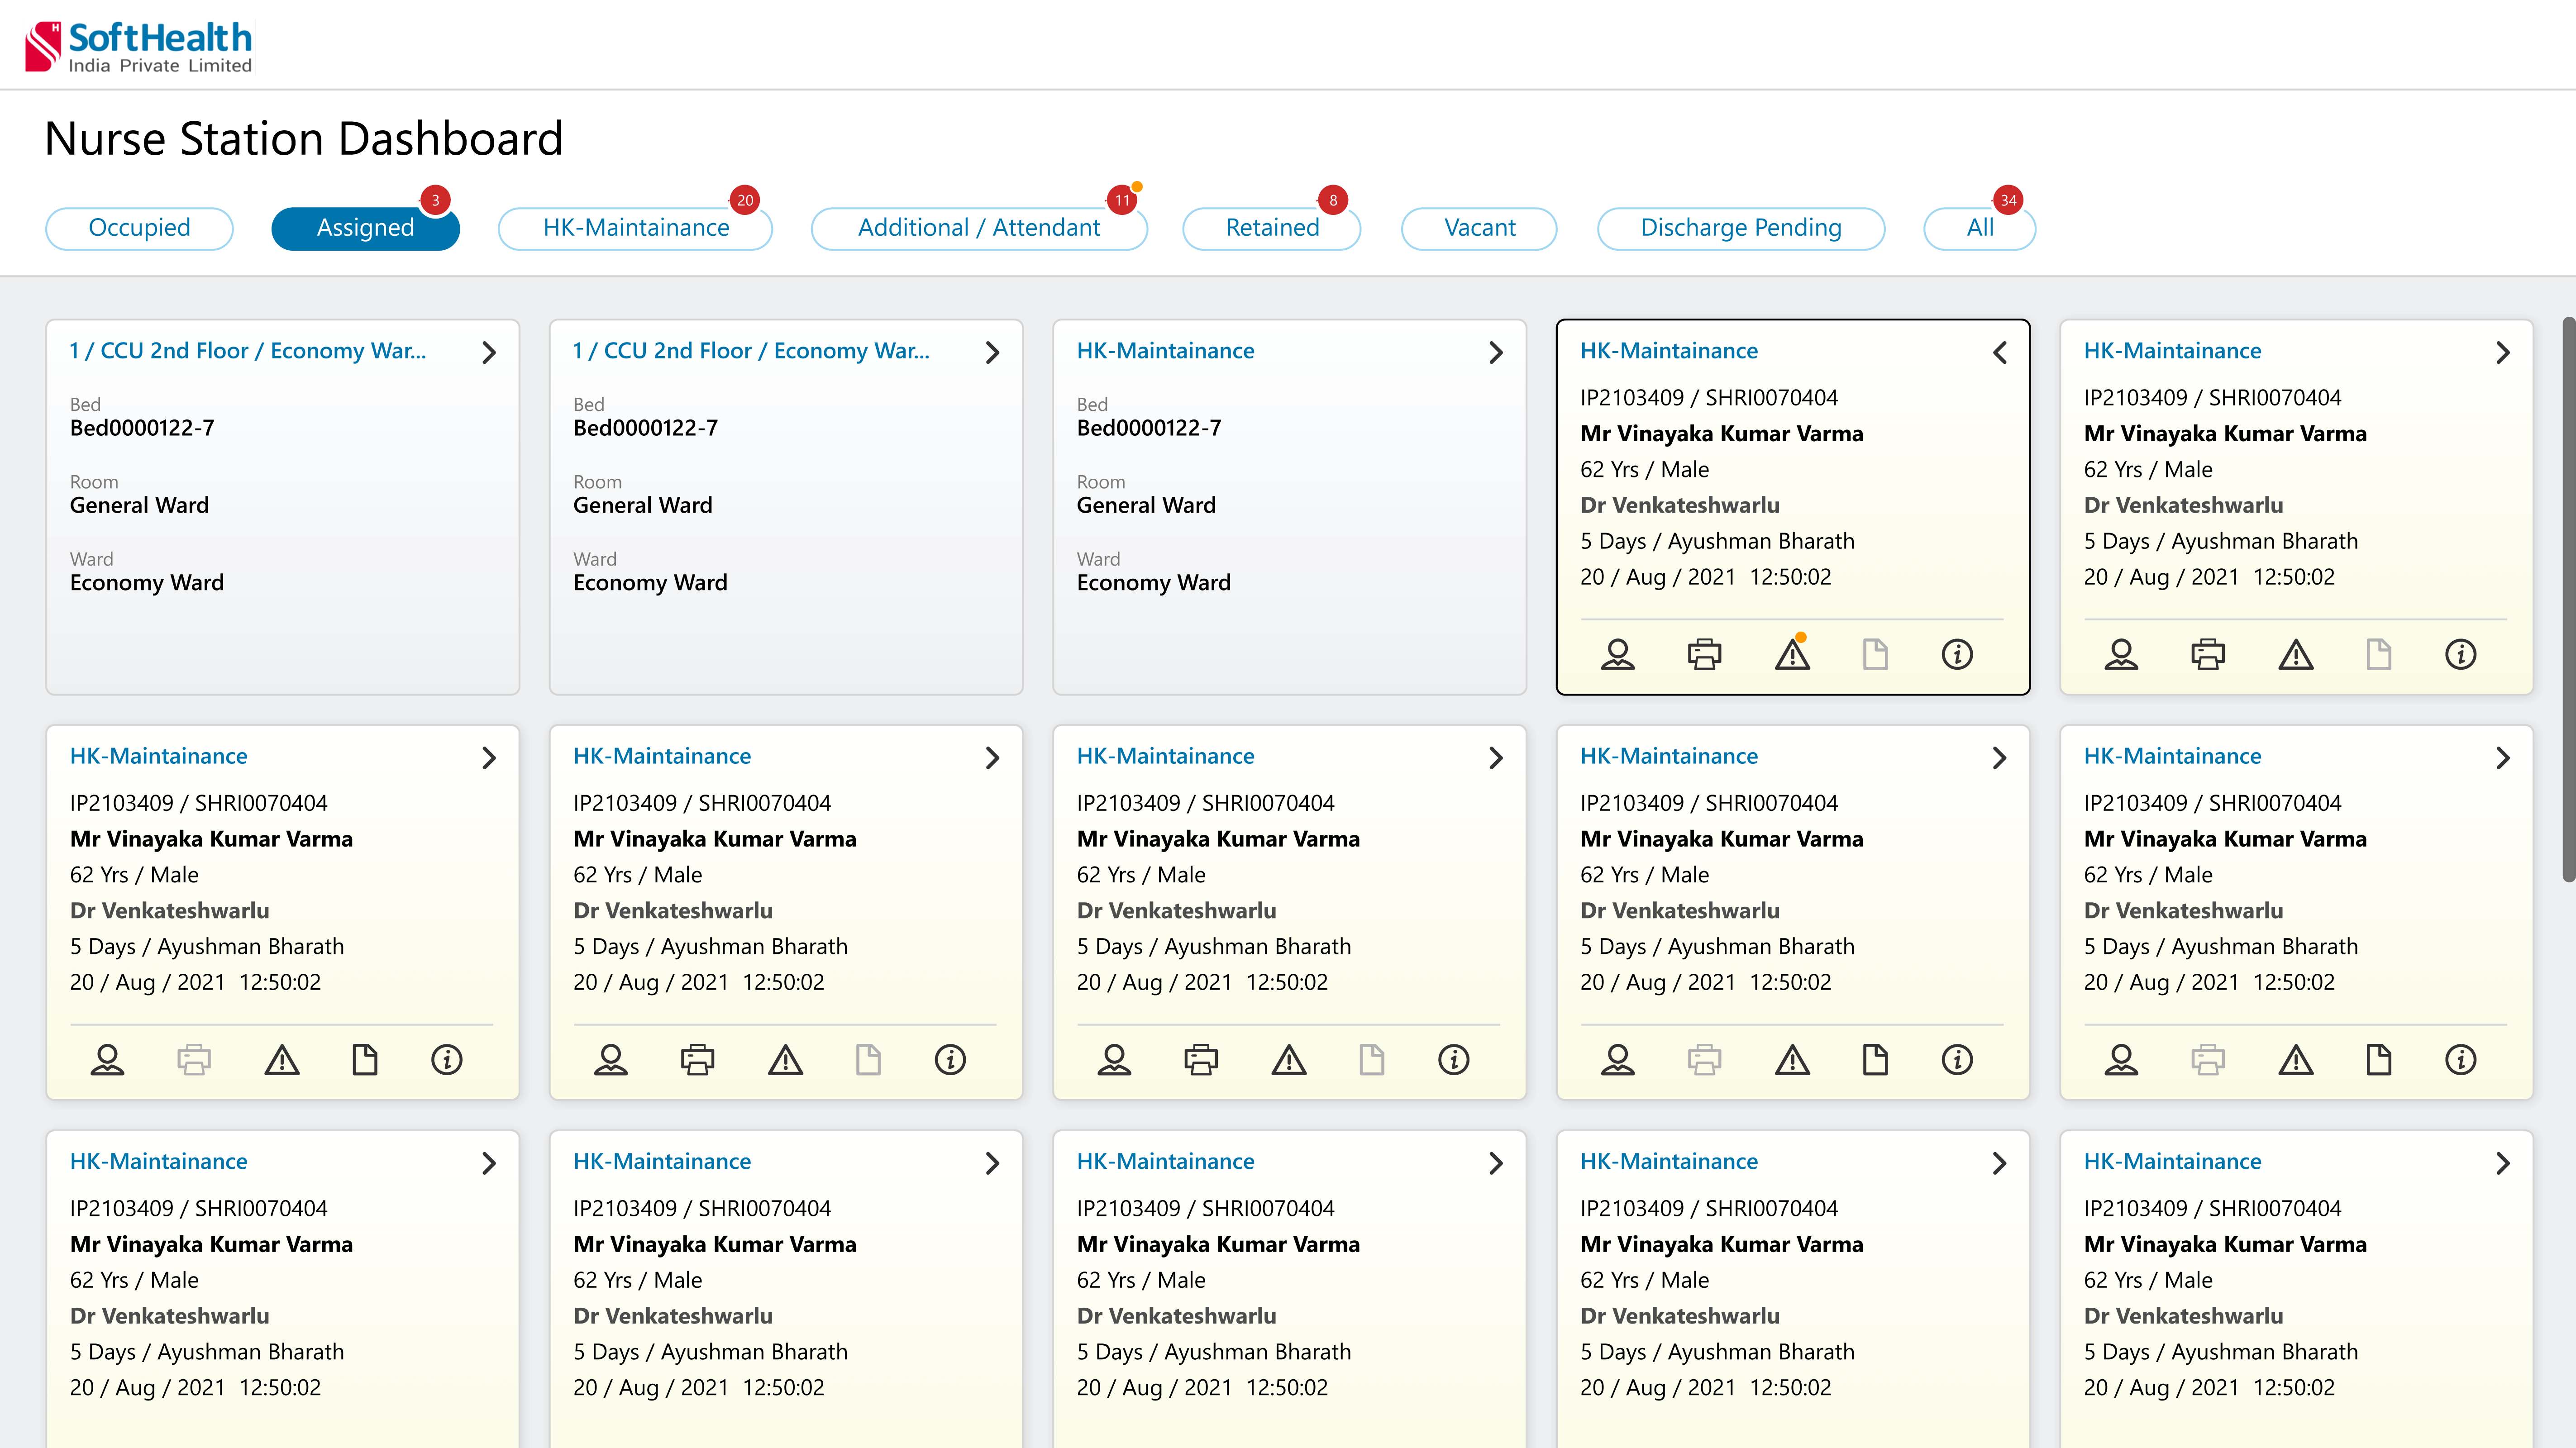 H
SoftHealth
India Private Limited
Nurse Station Dashboard
Occupied
Assigned
3
HK-Maintainance
20
Additional / Attendant
11
Retained
8
Vacant
Discharge Pending
All
34
1 / CCU 2nd Floor / Economy War...
Bed
Bed0000122-7
Room
General Ward
Ward
Economy Ward
1 / CCU 2nd Floor / Economy War...
Bed
Bed0000122-7
Room
General Ward
Ward
Economy Ward
HK-Maintainance
Bed
Bed0000122-7
Room
General Ward
Ward
Economy Ward
HK-Maintainance
IP2103409 / SHRI0070404
Mr Vinayaka Kumar Varma
62 Yrs / Male
Dr Venkateshwarlu
5 Days / Ayushman Bharath
20 / Aug / 2021 12:50:02
HK-Maintainance
IP2103409 / SHRI0070404
Mr Vinayaka Kumar Varma
62 Yrs / Male
Dr Venkateshwarlu
5 Days / Ayushman Bharath
20 / Aug / 2021 12:50:02
HK-Maintainance
IP2103409 / SHRI0070404
Mr Vinayaka Kumar Varma
62 Yrs / Male
Dr Venkateshwarlu
5 Days / Ayushman Bharath
20 / Aug / 2021 12:50:02
HK-Maintainance
IP2103409 / SHRI0070404
Mr Vinayaka Kumar Varma
62 Yrs / Male
Dr Venkateshwarlu
5 Days / Ayushman Bharath
20 / Aug / 2021 12:50:02
HK-Maintainance
IP2103409 / SHRI0070404
Mr Vinayaka Kumar Varma
62 Yrs / Male
Dr Venkateshwarlu
5 Days / Ayushman Bharath
20 / Aug / 2021 12:50:02
HK-Maintainance
IP2103409 / SHRI0070404
Mr Vinayaka Kumar Varma
62 Yrs / Male
Dr Venkateshwarlu
5 Days / Ayushman Bharath
20 / Aug / 2021 12:50:02
HK-Maintainance
IP2103409 / SHRI0070404
Mr Vinayaka Kumar Varma
62 Yrs / Male
Dr Venkateshwarlu
5 Days / Ayushman Bharath
20 / Aug / 2021 12:50:02
HK-Maintainance
IP2103409 / SHRI0070404
Mr Vinayaka Kumar Varma
62 Yrs / Male
Dr Venkateshwarlu
5 Days / Ayushman Bharath
20 / Aug / 2021 12:50:02
HK-Maintainance
IP2103409 / SHRI0070404
Mr Vinayaka Kumar Varma
62 Yrs / Male
Dr Venkateshwarlu
5 Days / Ayushman Bharath
20 / Aug / 2021 12:50:02
HK-Maintainance
IP2103409 / SHRI0070404
Mr Vinayaka Kumar Varma
62 Yrs / Male
Dr Venkateshwarlu
5 Days / Ayushman Bharath
20 / Aug / 2021 12:50:02
HK-Maintainance
IP2103409 / SHRI0070404
Mr Vinayaka Kumar Varma
62 Yrs / Male
Dr Venkateshwarlu
5 Days / Ayushman Bharath
20 / Aug / 2021 12:50:02
HK-Maintainance
IP2103409 / SHRI0070404
Mr Vinayaka Kumar Varma
62 Yrs / Male
Dr Venkateshwarlu
5 Days / Ayushman Bharath
20 / Aug / 2021 12:50:02